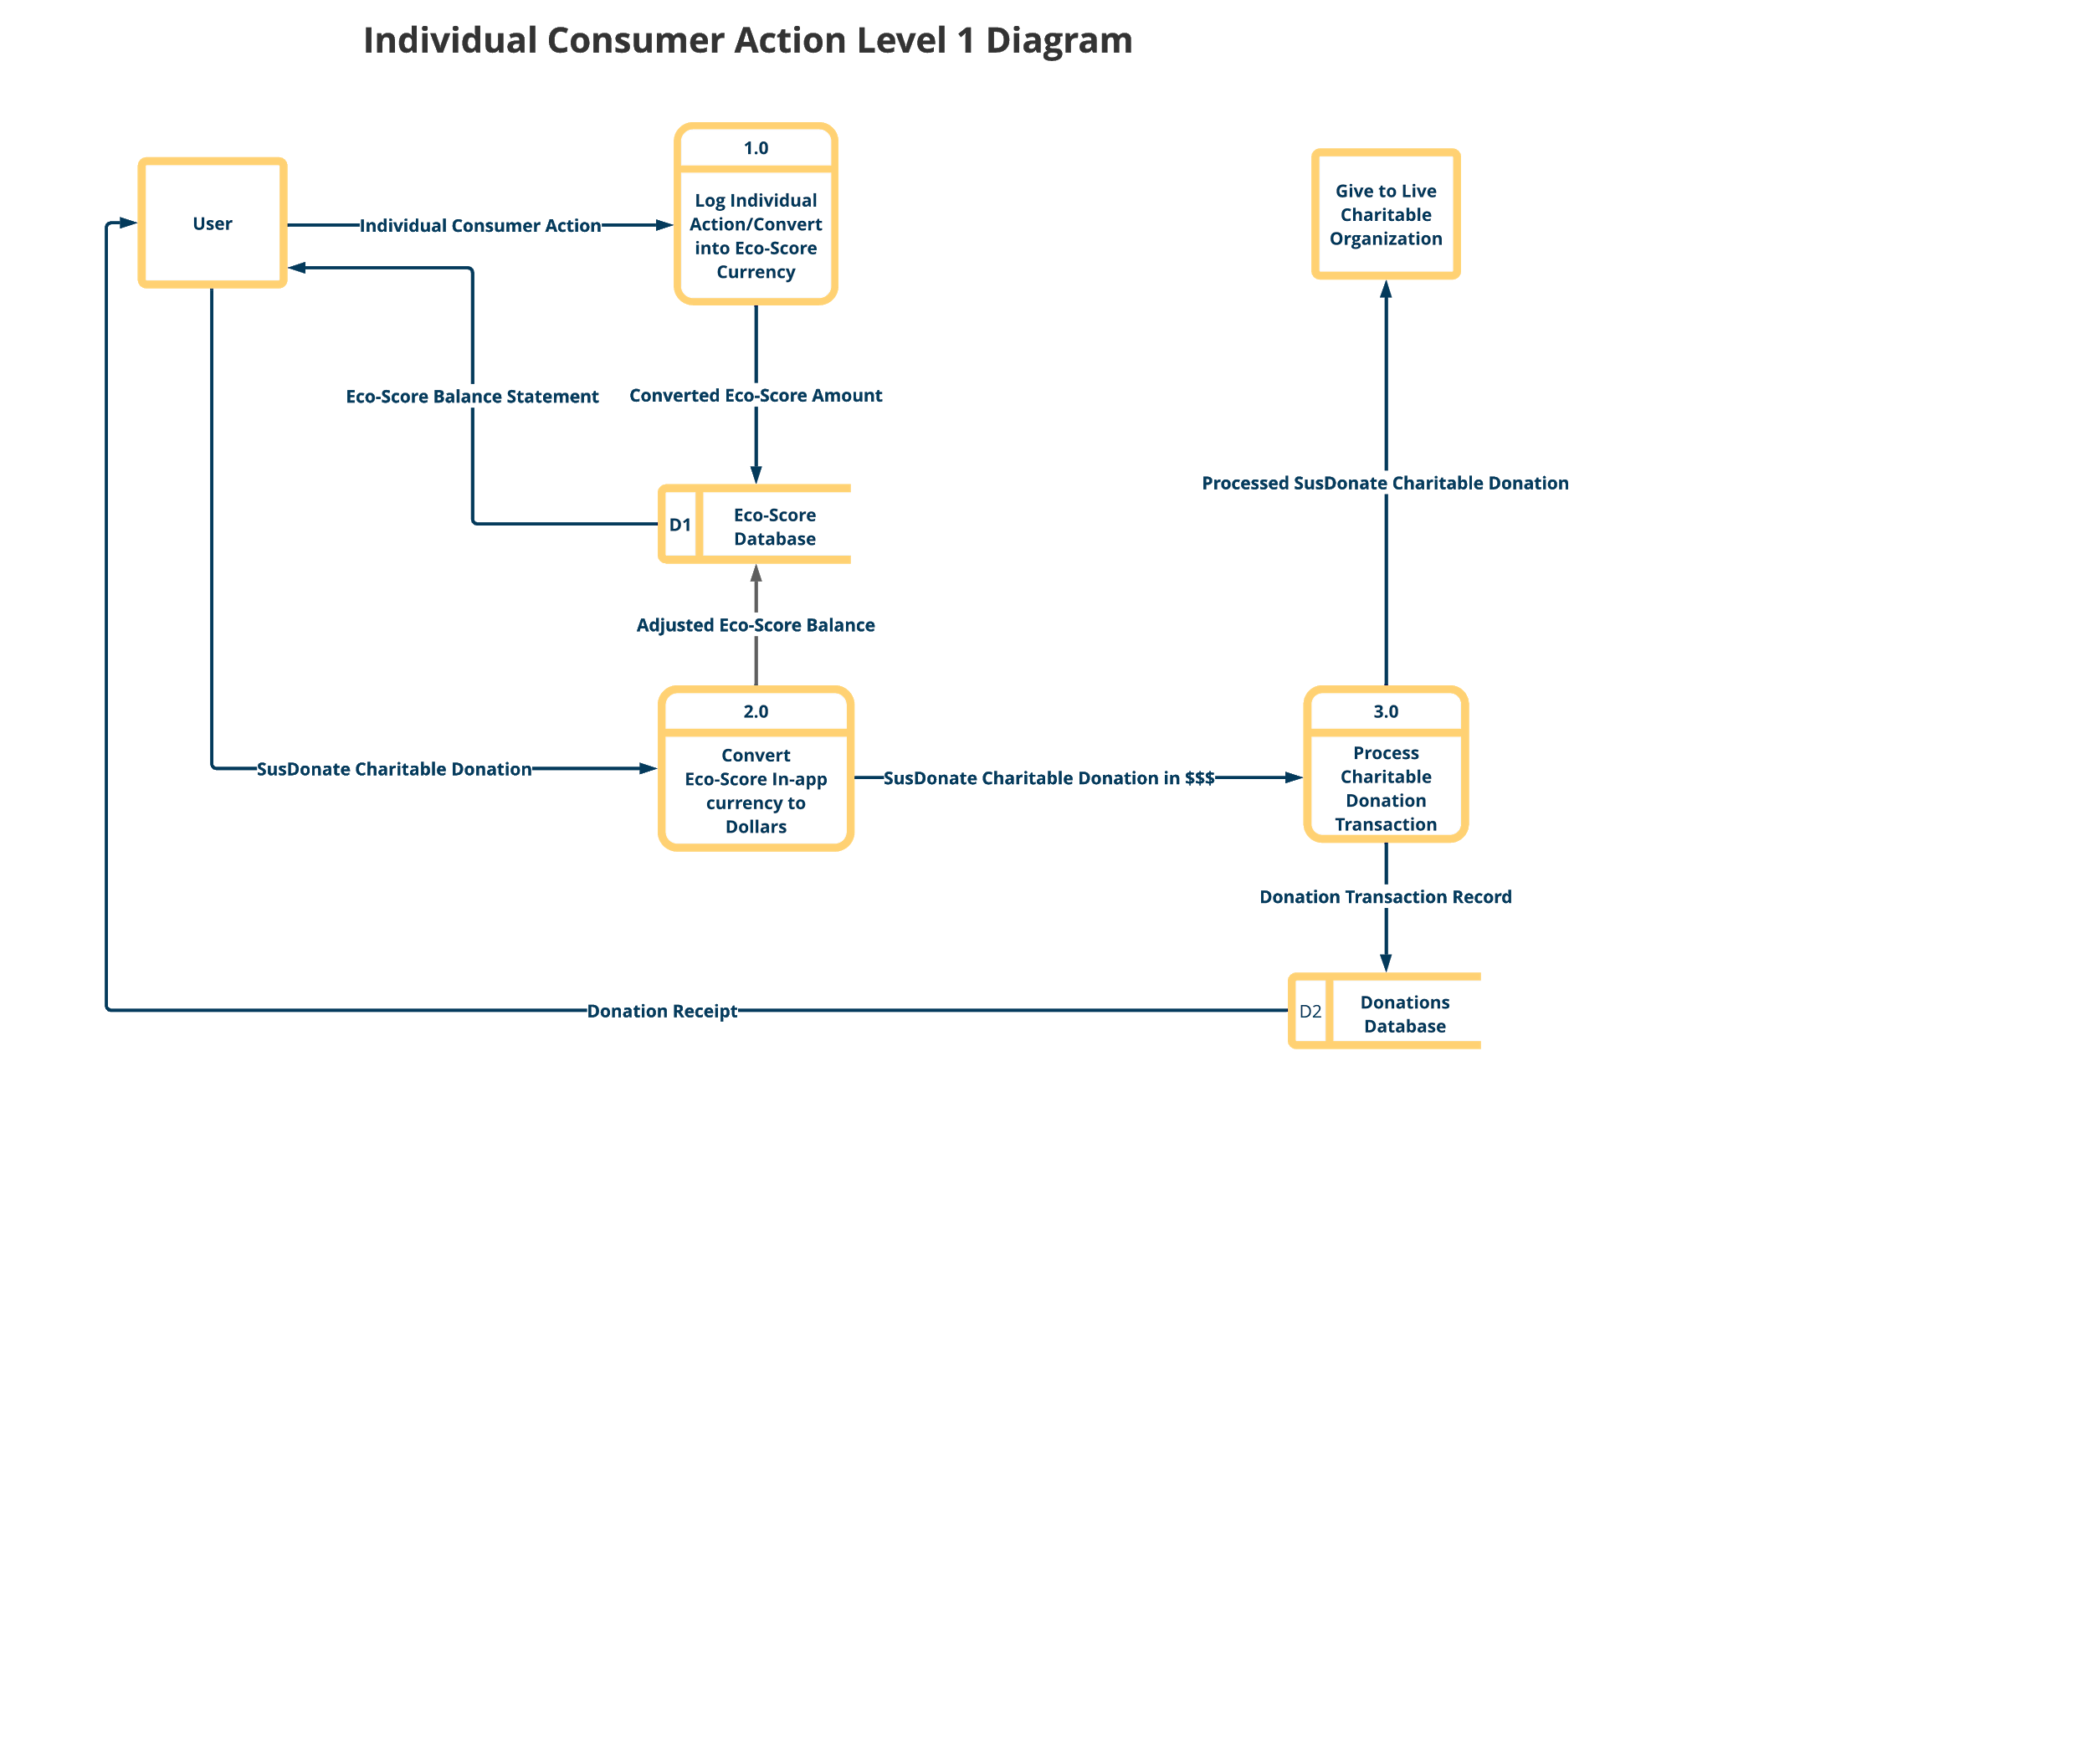 Individual Consumer Action Level 1 Diagram
1.0
Log Individual
Action/Convert
into Eco-Score
Currency
Give to Live
Charitable
Organization
User
Individual Consumer Action
Eco-Score Balance Statement
Converted Eco-Score Amount
Processed SusDonate Charitable Donation
D1
Eco-Score
Database
Adjusted Eco-Score Balance
2.0
Convert
Eco-Score In-app
currency to
Dollars
3.0
Process
Charitable
Donation
Transaction
SusDonate Charitable Donation
SusDonate Charitable Donation in $$$
Donation Transaction Record
Donation Receipt
D2
Donations
Database